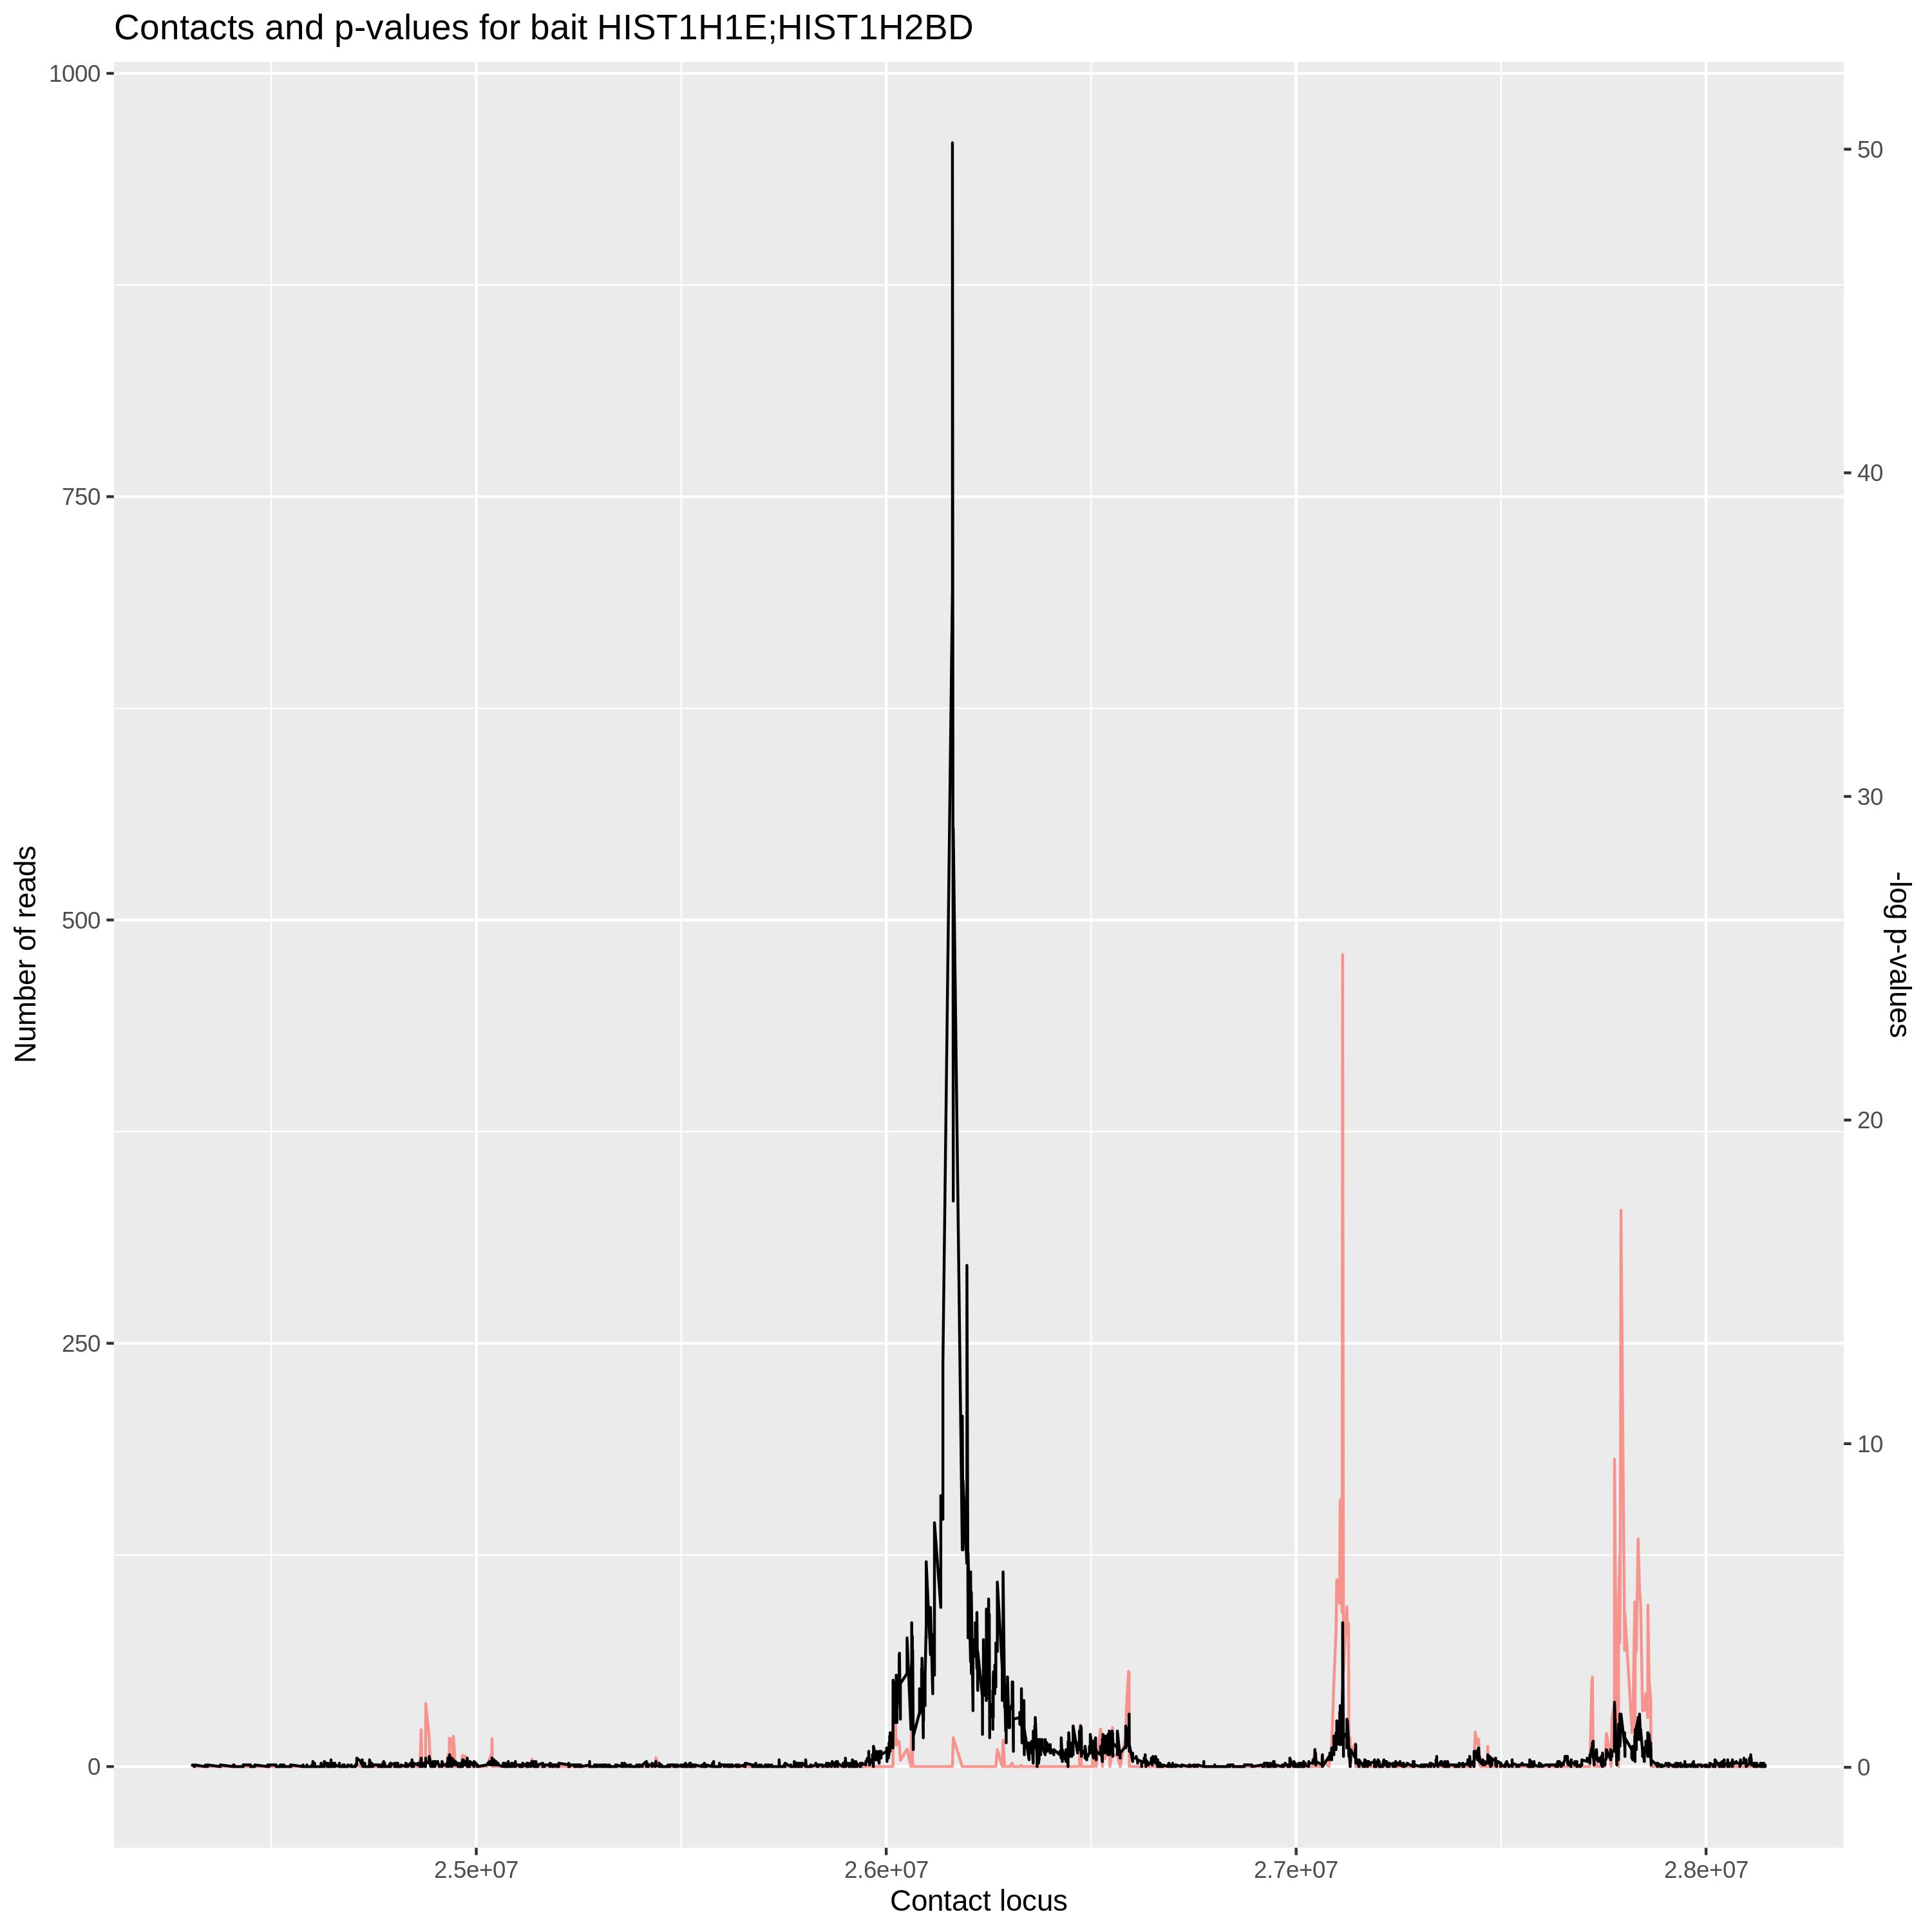 Contacts and p-values for bait HIST1H1E;HIST1H2BD
1000
750
500
250
0
Number of reads
50
40
30
20
10
0
-log p-values
2.5e+07
2.6e+07
2.7e+07
2.8e+07
Contact locus